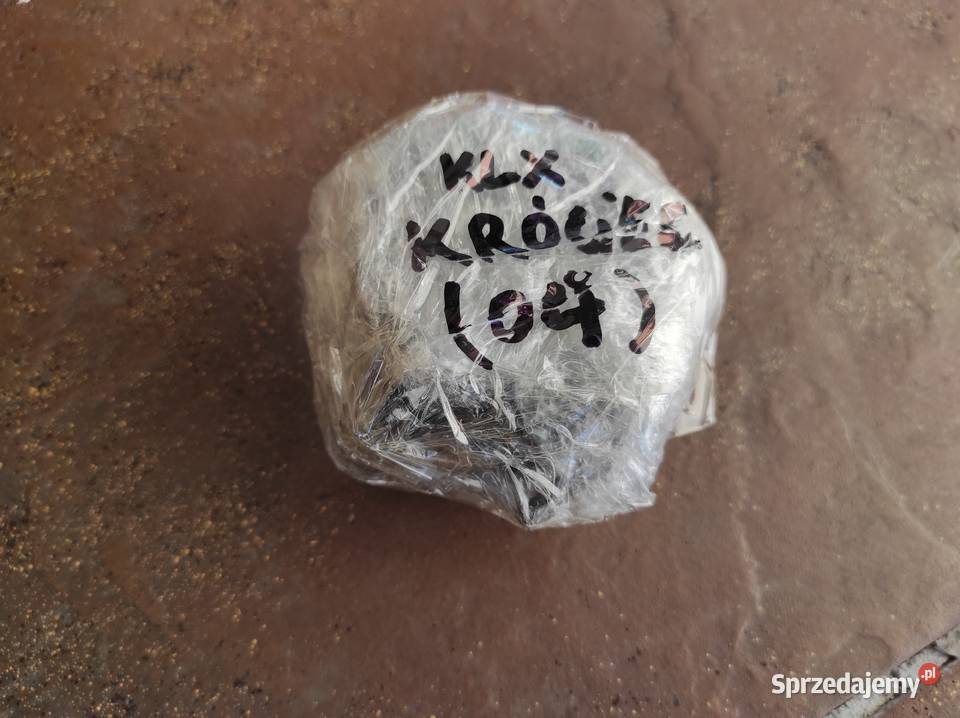 KLX
KRÓCIEC
(04)
Sprzedajemy.pl